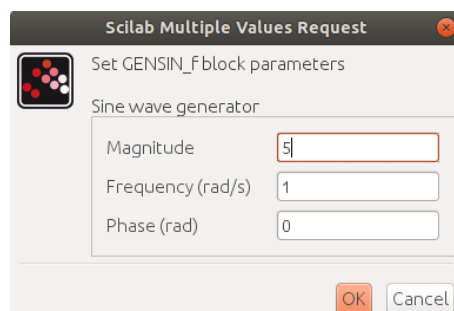 Scilab Multiple Values Request
Set GENSIN_f block parameters
Sine wave generator
Magnitude 5
Frequency (rad/s) 1
Phase (rad) 0
OK Cancel